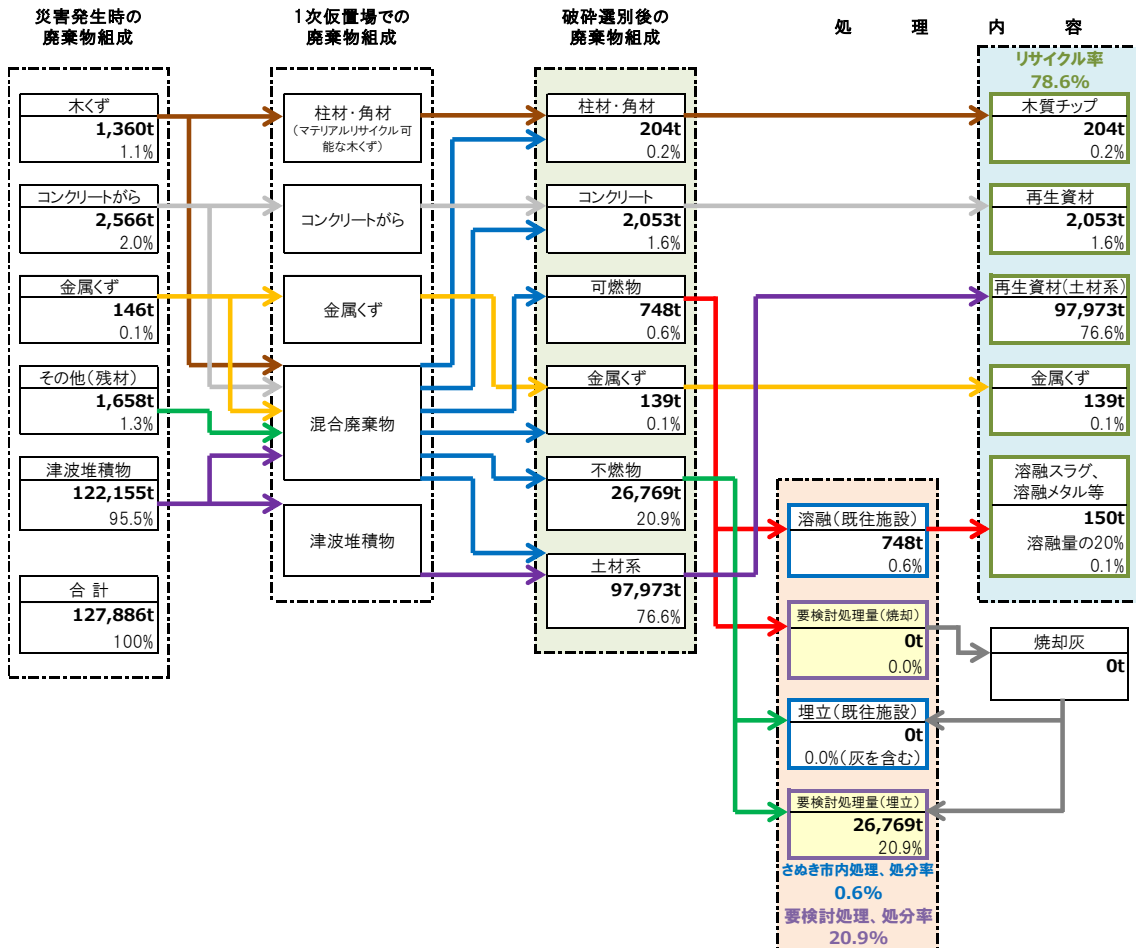 災害発生時の
廃棄物組成
木くず
1,360t
1.1%
コンクリートがら
2,566t
2.0%
金属くず
146t
0.1%
その他(残材)
1,658t
1.3%
津波堆積物
122,155t
95.5%
合 計
127,886t
100%
1次仮置場での
廃棄物組成
柱材・角材
(マテリアルリサイクル可
能な木くず)
コンクリートがら
金属くず
混合廃棄物
津波堆積物
破砕選別後の
廃棄物組成
柱材・角材
204t
0.2%
コンクリート
2,053t
1.6%
可燃物
748t
0.6%
金属くず
139t
0.1%
不燃物
26,769t
20.9%
土材系
97,973t
76.6%
処 理 内 容
溶融(既往施設)
748t
0.6%
要検討処理量(焼却)
0t
0.0%
埋立(既往施設)
0t
0.0%(灰を含む)
要検討処理量(埋立)
26,769t
20.9%
さぬき市内処理、処分率
0.6%
要検討処理、処分率
20.9%
リサイクル率
78.6%
木質チップ
204t
0.2%
再生資材
2,053t
1.6%
再生資材(土材系)
97,973t
76.6%
金属くず
139t
0.1%
溶融スラグ、
溶融メタル等
150t
溶融量の20%
0.1%
焼却灰
0t